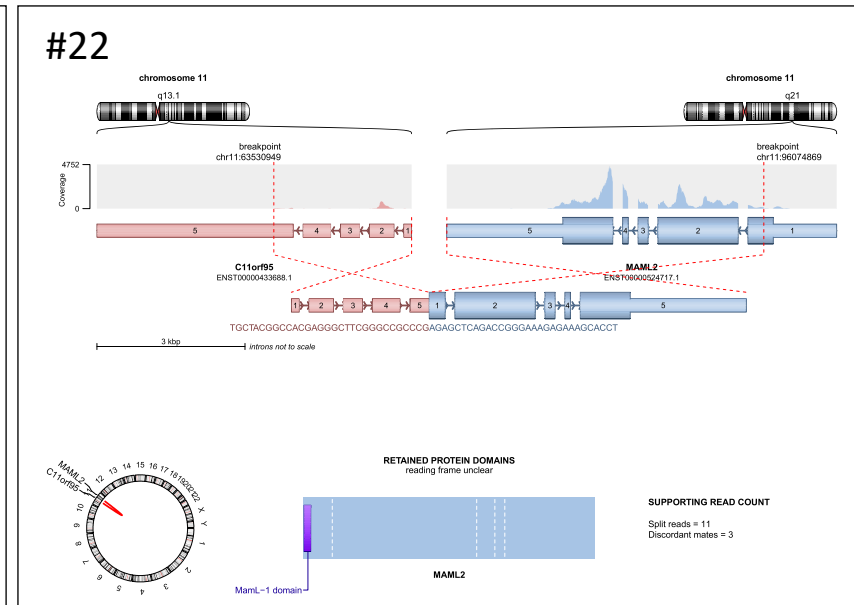 #22
chromosome 11
q13.1
chromosome 11
q21
breakpoint
chr11:63530949
breakpoint
chr11:96074869
Coverage
4752
0
5 4 3 2 1
5 4 3 2 1
C11orf95
ENST00000433688.1
MAML2
ENST00000524717.1
1 2 3 4 5 1 2 3 4 5
TGCTACGGCCACGAGGGCTTCGGGCCGCCCGAGAGCTCAGACCGGGAAAGAGAAAGCACCT
3 kbp
introns not to scale
MAML2
C11orf95
1 2 3 4 5 6 7 8 9 10 12 13 14 15 16 17 18 19 20 21 22 X Y
RETAINED PROTEIN DOMAINS
reading frame unclear
MamL−1 domain
MAML2
SUPPORTING READ COUNT
Split reads = 11
Discordant mates = 3